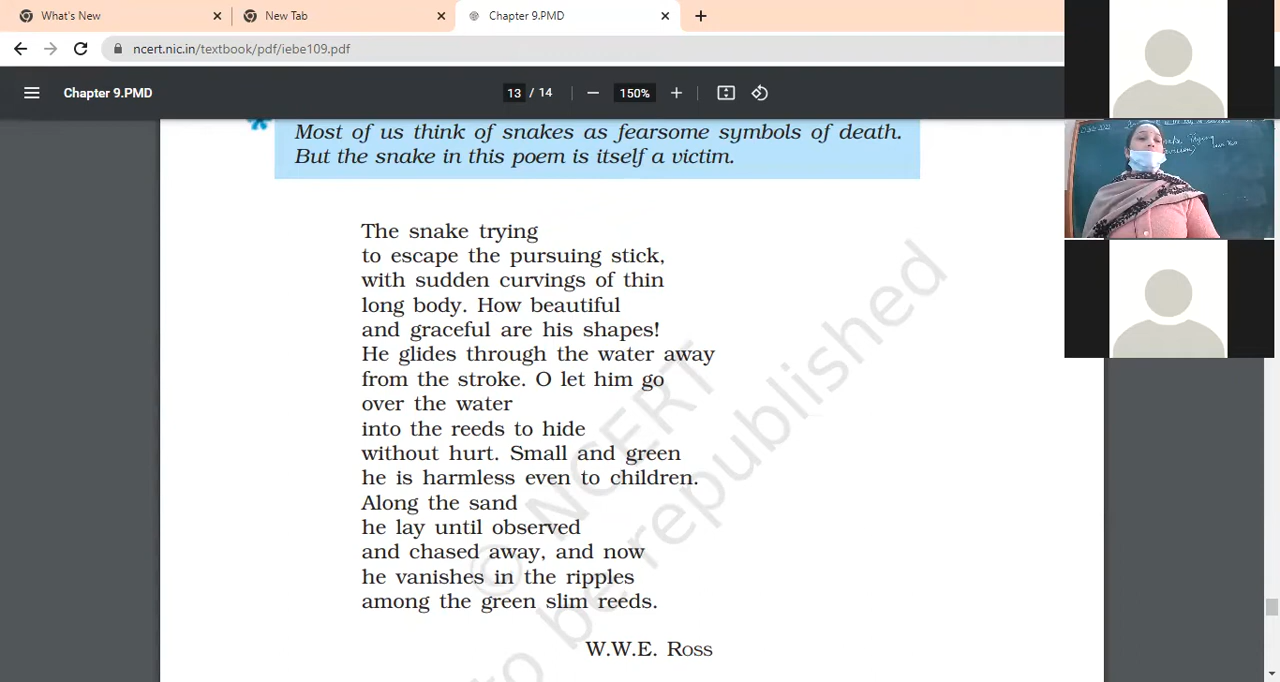 What's New
New Tab
Chapter 9.PMD
ncert.nic.in/textbook/pdf/iebe109.pdf
Chapter 9.PMD
13 / 14
150%
Most of us think of snakes as fearsome symbols of death.
But the snake in this poem is itself a victim.
The snake trying
to escape the pursuing stick,
with sudden curvings of thin
long body. How beautiful
and graceful are his shapes!
He glides through the water away
from the stroke. O let him go
over the water
into the reeds to hide
without hurt. Small and green
he is harmless even to children.
Along the sand
he lay until observed
and chased away, and now
he vanishes in the ripples
among the green slim reeds.
W.W.E. Ross
© NCERT
to be republished